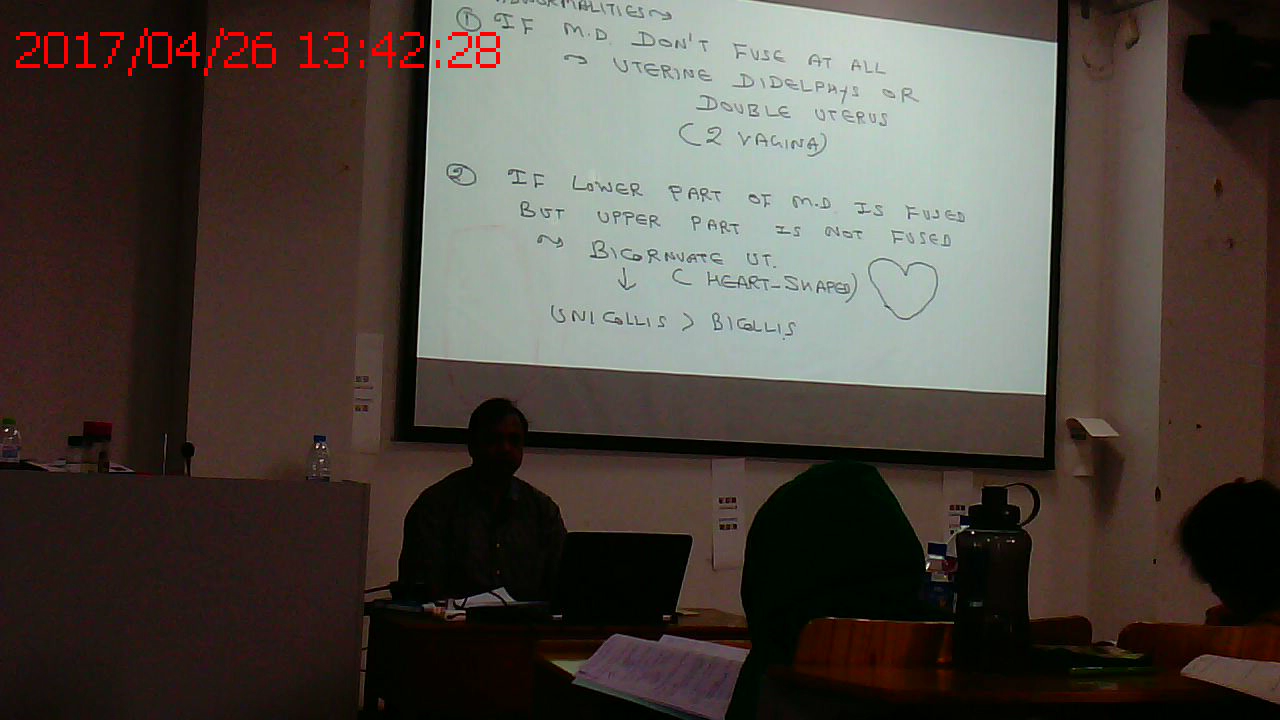 2017/04/26 13:42:28
ABNORMALITIES~
① IF M.D. DON'T FUSE AT ALL
~ UTERINE DIDELPHYS OR
DOUBLE UTERUS
(2 VAGINA)
② IF LOWER PART OF M.D. IS FUSED
BUT UPPER PART IS NOT FUSED
~ BICORNUATE UT.
↓ (HEART-SHAPED)
UNICOLLIS > BICOLLIS